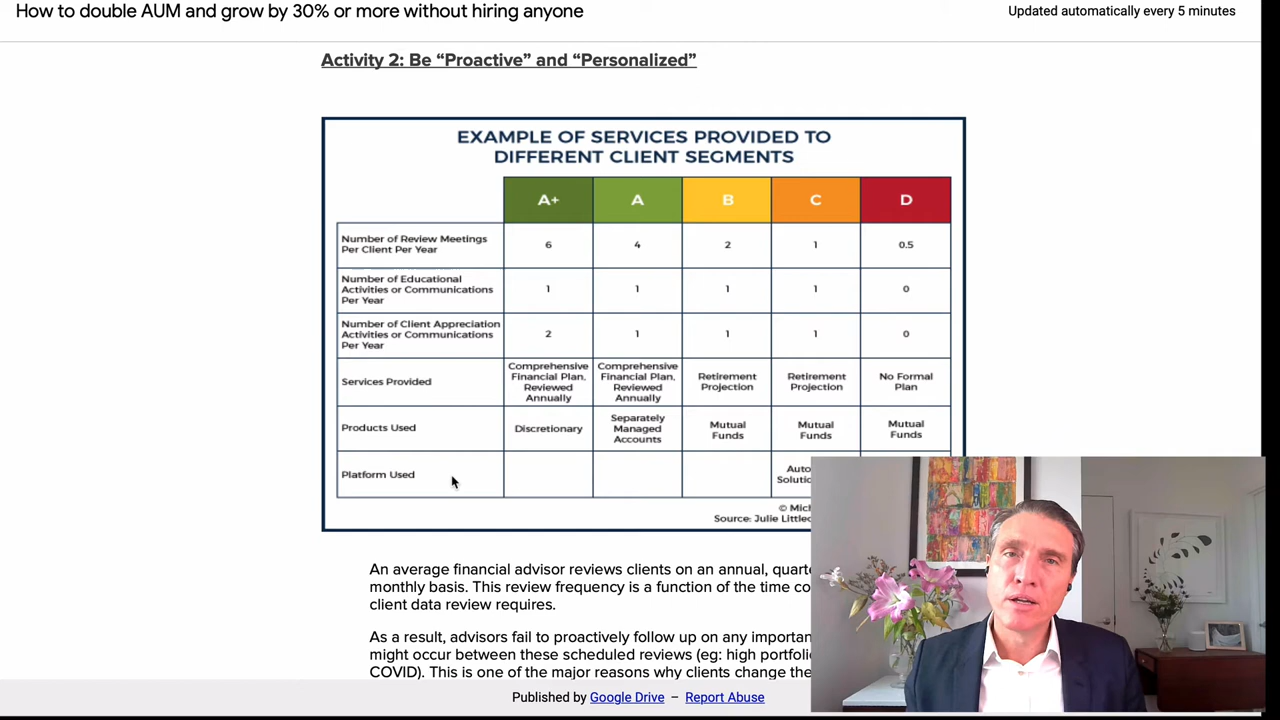 How to double AUM and grow by 30% or more without hiring anyone
Updated automatically every 5 minutes
Activity 2: Be “Proactive” and “Personalized”
EXAMPLE OF SERVICES PROVIDED TO
DIFFERENT CLIENT SEGMENTS
A+ A B C D
Number of Review Meetings
Per Client Per Year
6 4 2 1 0.5
Number of Educational
Activities or Communications
Per Year
1 1 1 1 0
Number of Client Appreciation
Activities or Communications
Per Year
2 1 1 1 0
Services Provided
Comprehensive
Financial Plan,
Reviewed
Annually
Comprehensive
Financial Plan,
Reviewed
Annually
Retirement
Projection
Retirement
Projection
No Formal
Plan
Products Used
Discretionary
Separately
Managed
Accounts
Mutual
Funds
Mutual
Funds
Mutual
Funds
Platform Used
©
Source: Julie
An average financial advisor reviews clients on an annual,
monthly basis. This review frequency is a function of the time
client data review requires.
As a result, advisors fail to proactively follow up on any
might occur between these scheduled reviews (eg: high
COVID). This is one of the major reasons why clients change
Published by Google Drive – Report Abuse